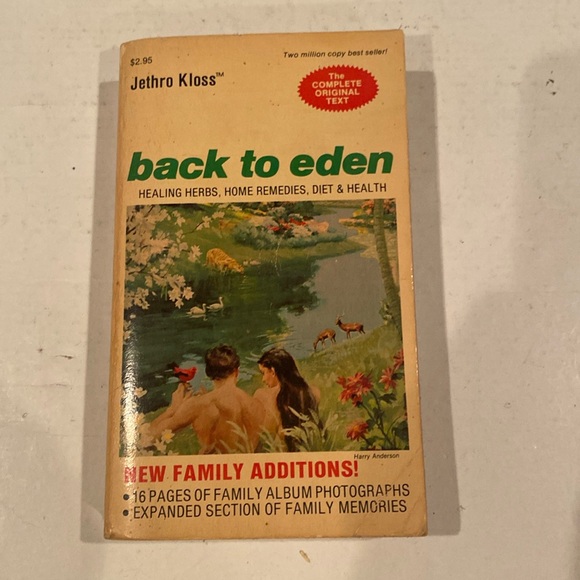 $2.95
Two million copy best seller!
Jethro Kloss™
The
COMPLETE
ORIGINAL
TEXT
back to eden
HEALING HERBS, HOME REMEDIES, DIET & HEALTH
Harry Anderson
NEW FAMILY ADDITIONS!
• 16 PAGES OF FAMILY ALBUM PHOTOGRAPHS
• EXPANDED SECTION OF FAMILY MEMORIES